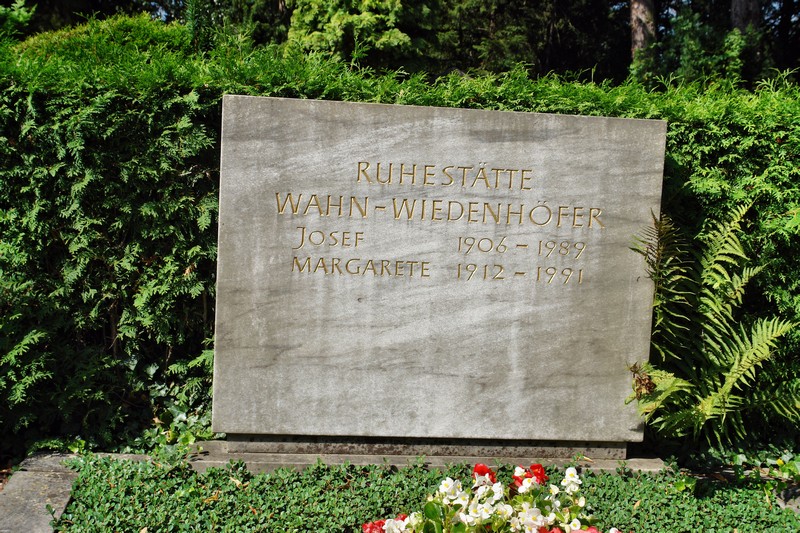 RUHESTÄTTE
WAHN-WIEDENHÖFER
JOSEF 1906-1989
MARGARETE 1912-1991